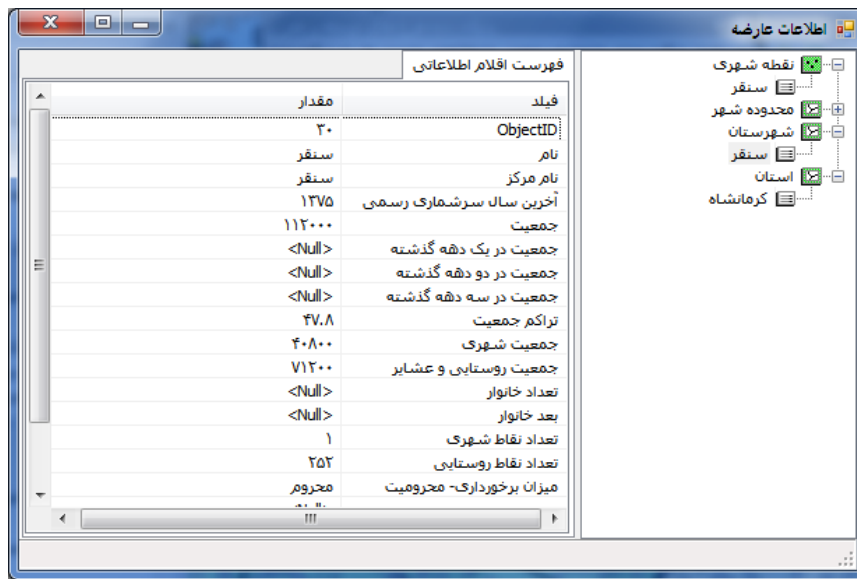 اطلاعات عارضه
نقطه شهری
سنقر
محدوده شهر
شهرستان
سنقر
استان
کرمانشاه
فهرست اقلام اطلاعاتی
فیلد مقدار
ObjectID ۳۰
نام سنقر
نام مرکز سنقر
آخرین سال سرشماری رسمی ۱۳۷۵
جمعیت ۱۱۲۰۰۰
جمعیت در یک دهه گذشته <Null>
جمعیت در دو دهه گذشته <Null>
جمعیت در سه دهه گذشته <Null>
تراکم جمعیت ۴۷.۸
جمعیت شهری ۴۰۸۰۰
جمعیت روستایی و عشایر ۷۱۲۰۰
تعداد خانوار <Null>
بعد خانوار <Null>
تعداد نقاط شهری ۱
تعداد نقاط روستایی ۲۵۲
میزان برخورداری- محرومیت محروم